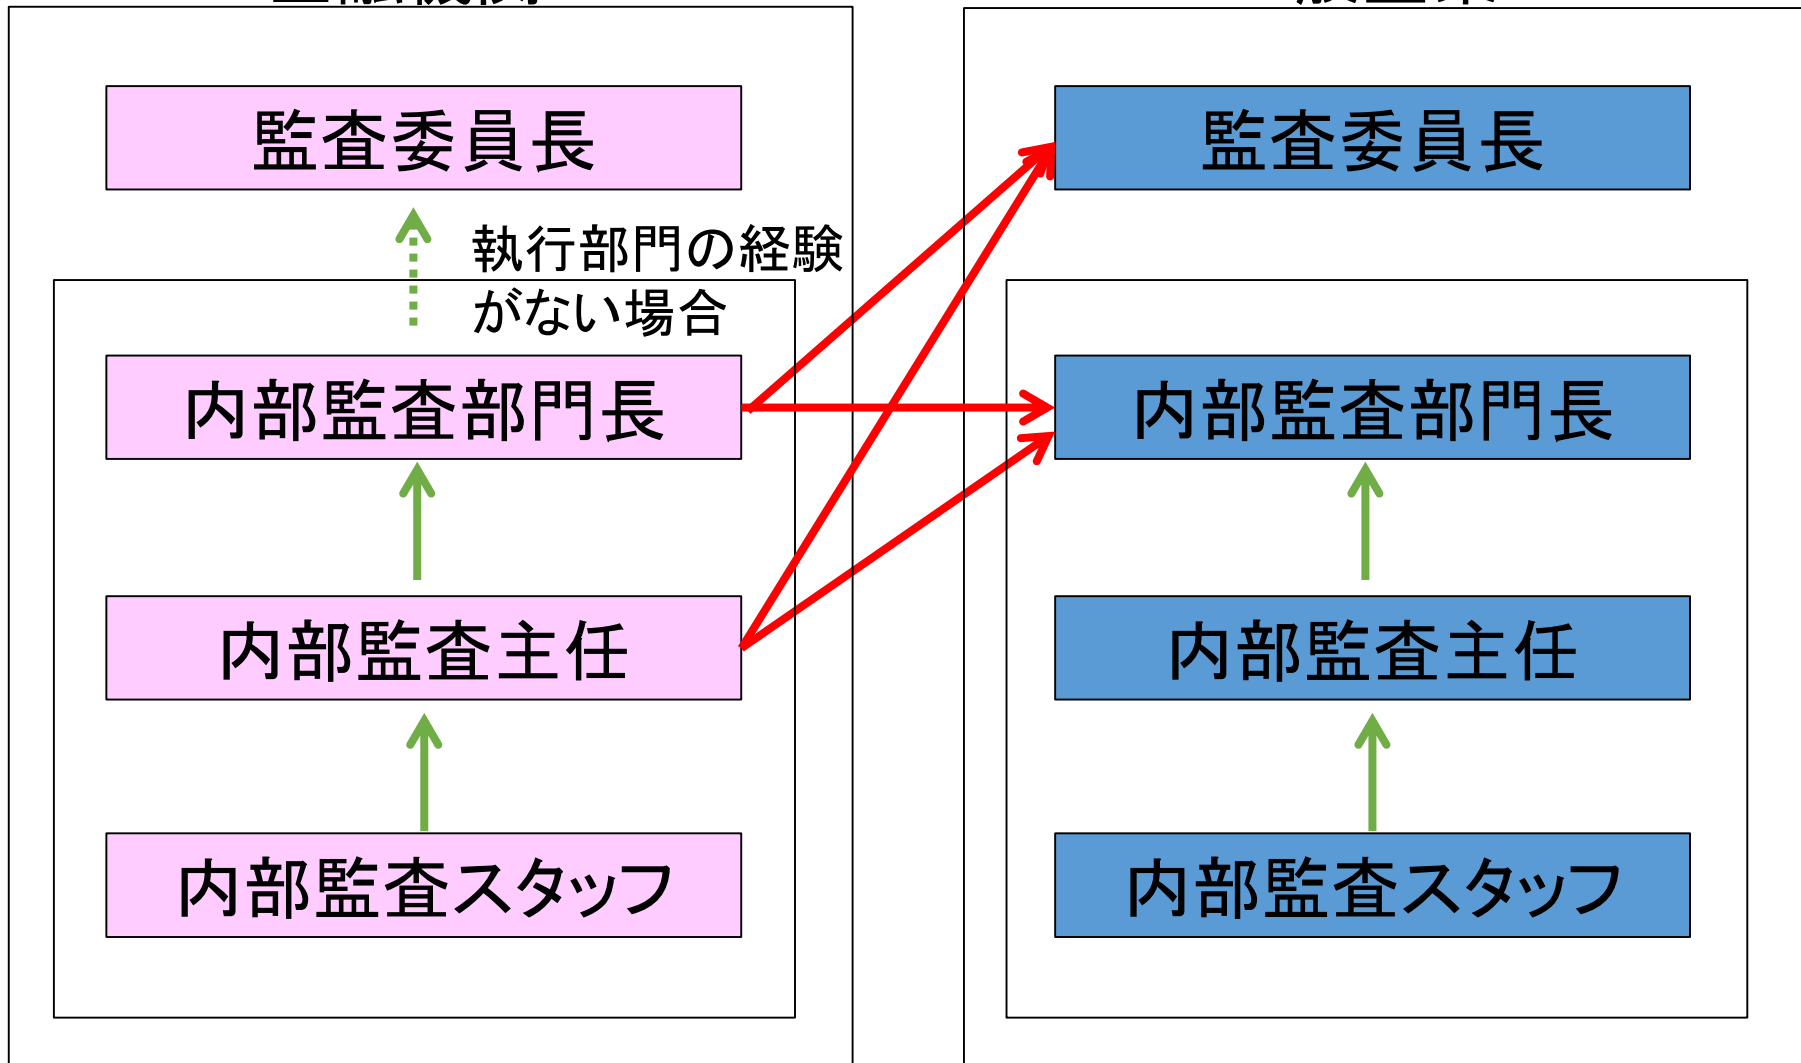 監査委員長
執行部門の経験
がない場合
内部監査部門長
内部監査主任
内部監査スタッフ
監査委員長
内部監査部門長
内部監査主任
内部監査スタッフ